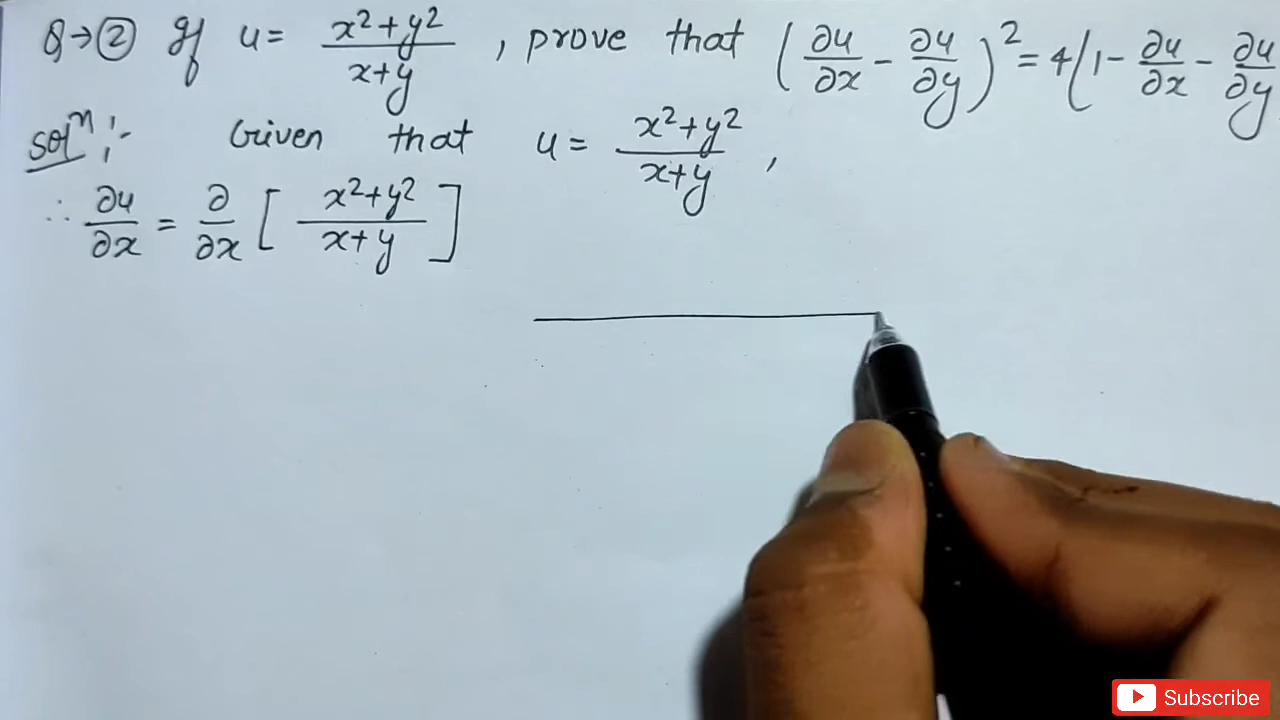 Q→② If u = x²+y² / x+y , prove that (∂u/∂x - ∂u/∂y)² = 4(1 - ∂u/∂x - ∂u/∂y
Solⁿ :- Given that u = x²+y² / x+y ,
∴ ∂u/∂x = ∂/∂x [ x²+y² / x+y ]
Subscribe